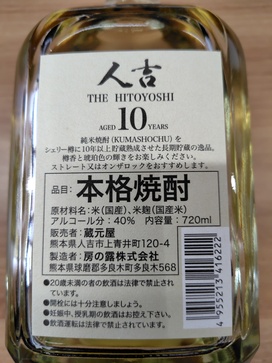 人吉
THE HITOYOSHI
AGED 10 YEARS
純米焼酎(KUMASHOCHU)を
シェリー樽に10年以上貯蔵熟成させた長期貯蔵の逸品。
樽香と琥珀色の輝きをお楽しみください。
ストレート又はオンザロックをおすすめします。
品目: 本格焼酎
原材料名:米(国産)、米麹(国産米)
アルコール分:40% 内容量:720ml
販売者:蔵元屋
熊本県人吉市上青井町120-4
製造者:房の露株式会社
熊本県球磨郡多良木町多良木568
●20歳未満の者の飲酒は法律で禁止されています。
●開栓には十分注意しましょう。
●妊娠中、授乳期の飲酒はお控え下さい。
●飲酒運転は法律で禁止されています。
4955213416222